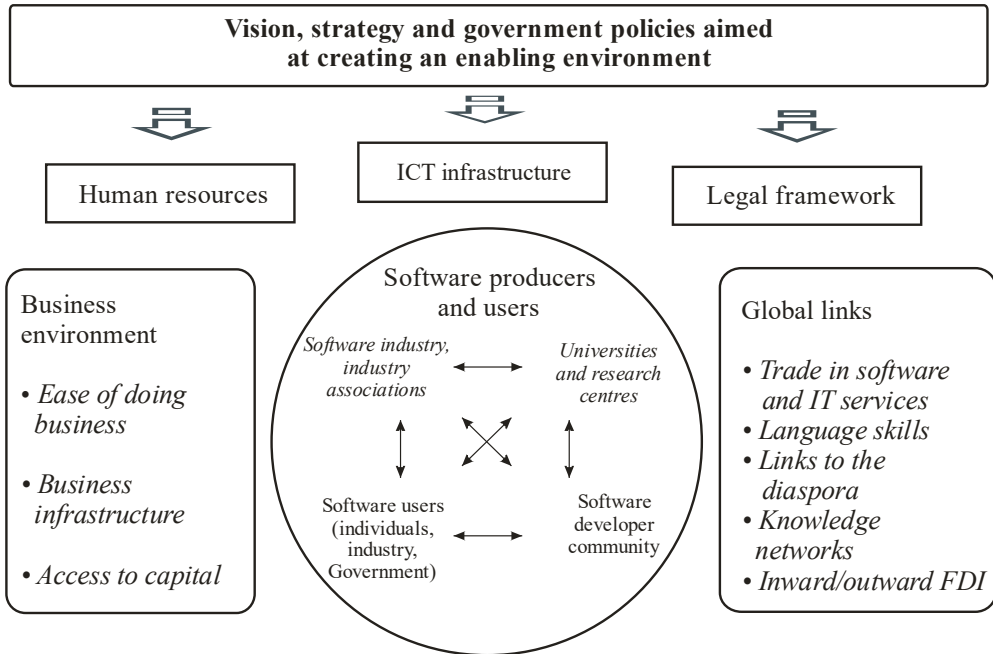 Vision, strategy and government policies aimed
at creating an enabling environment
Human resources
ICT infrastructure
Legal framework
Business
environment
• Ease of doing
business
• Business
infrastructure
• Access to capital
Software producers
and users
Software industry,
industry
associations
Universities
and research
centres
Software users
(individuals,
industry,
Government)
Software
developer
community
Global links
• Trade in software
and IT services
• Language skills
• Links to the
diaspora
• Knowledge
networks
• Inward/outward FDI